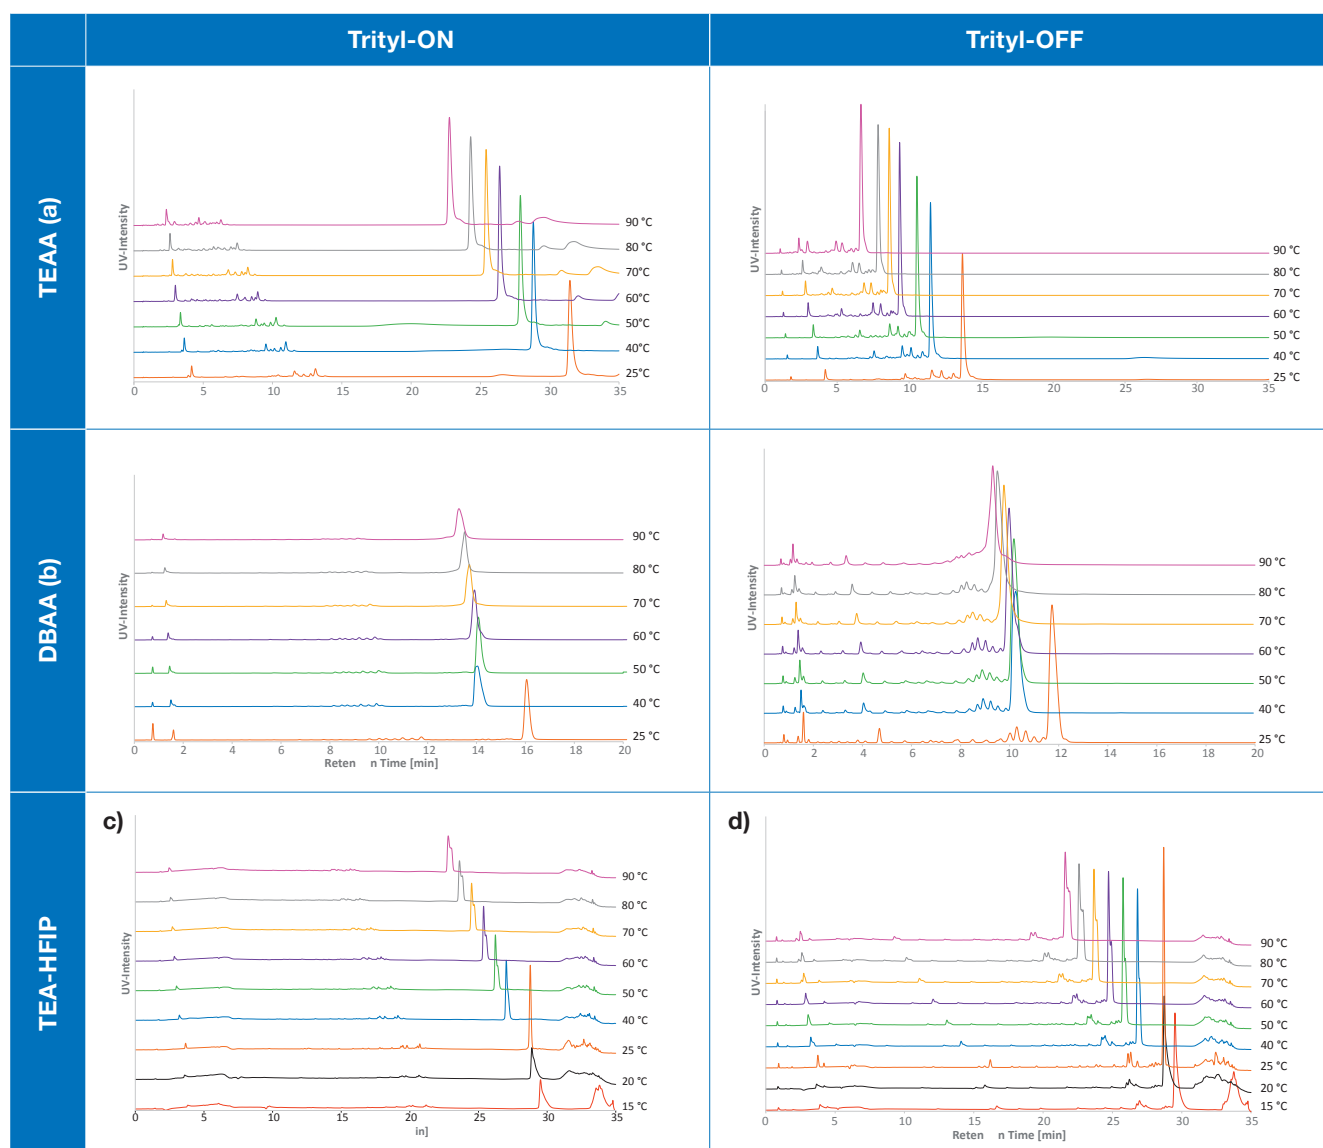 Trityl-ON
Trityl-OFF
TEAA (a)
UV-Intensity
90 °C
80 °C
70°C
60°C
50°C
40°C
25°C
0 5 10 15 20 25 30 35
UV-Intensity
90 °C
80 °C
70 °C
60 °C
50 °C
40 °C
25 °C
0 5 10 15 20 25 30 35
DBAA (b)
UV-Intensity
90 °C
80 °C
70 °C
60 °C
50 °C
40 °C
25 °C
0 2 4 6 8 10 12 14 16 18 20
Reten n Time [min]
UV-Intensity
90 °C
80 °C
70 °C
60 °C
50 °C
40 °C
25 °C
0 2 4 6 8 10 12 14 16 18 20
TEA-HFIP
c)
UV-Intensity
90 °C
80 °C
70 °C
60 °C
50 °C
40 °C
25 °C
20 °C
15 °C
0 5 10 15 20 25 30 35
in]
d)
UV-Intensity
90 °C
80 °C
70 °C
60 °C
50 °C
40 °C
25 °C
20 °C
15 °C
0 5 10 15 20 25 30 35
Reten n Time [min]